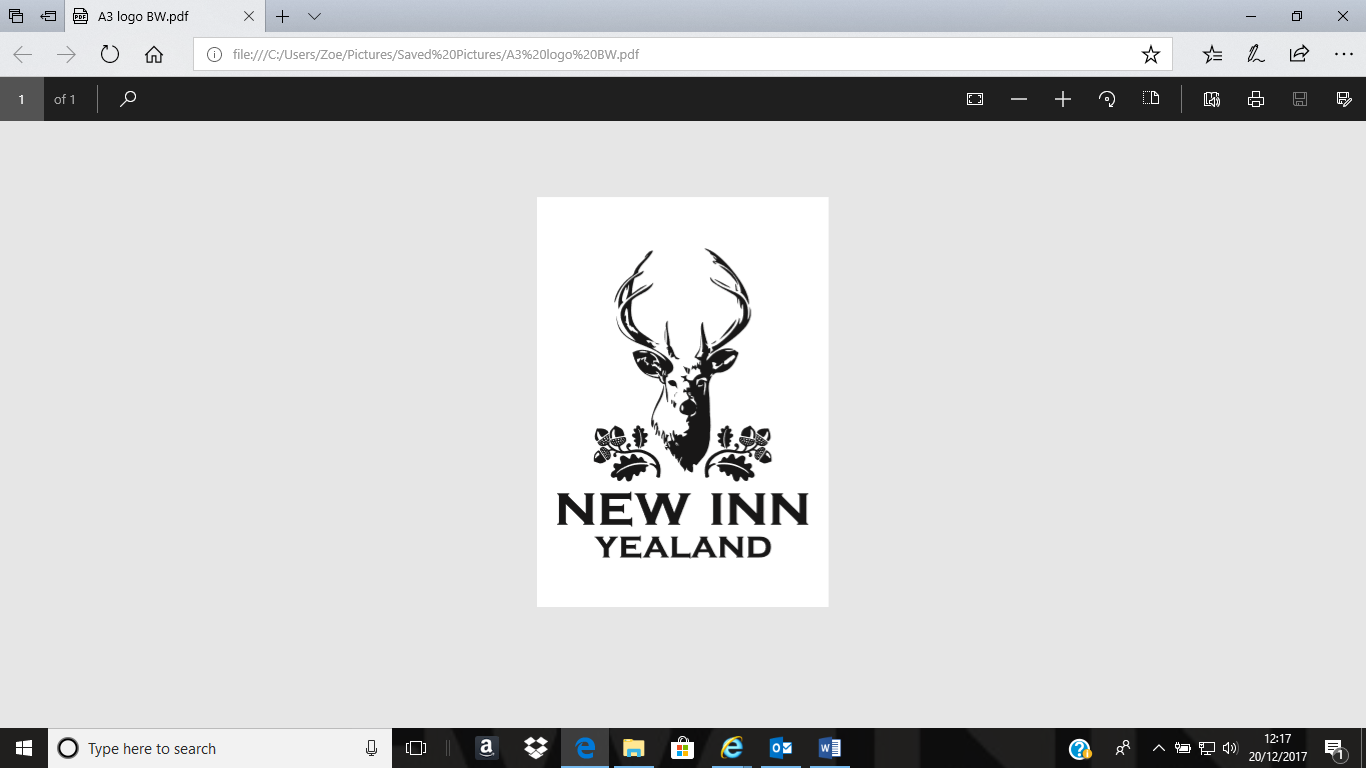 A3 logo BW.pdf
file:///C:/Users/Zoe/Pictures/Saved%20Pictures/A3%20logo%20BW.pdf
1 of 1
NEW INN
YEALAND
Type here to search
12:17
20/12/2017
1